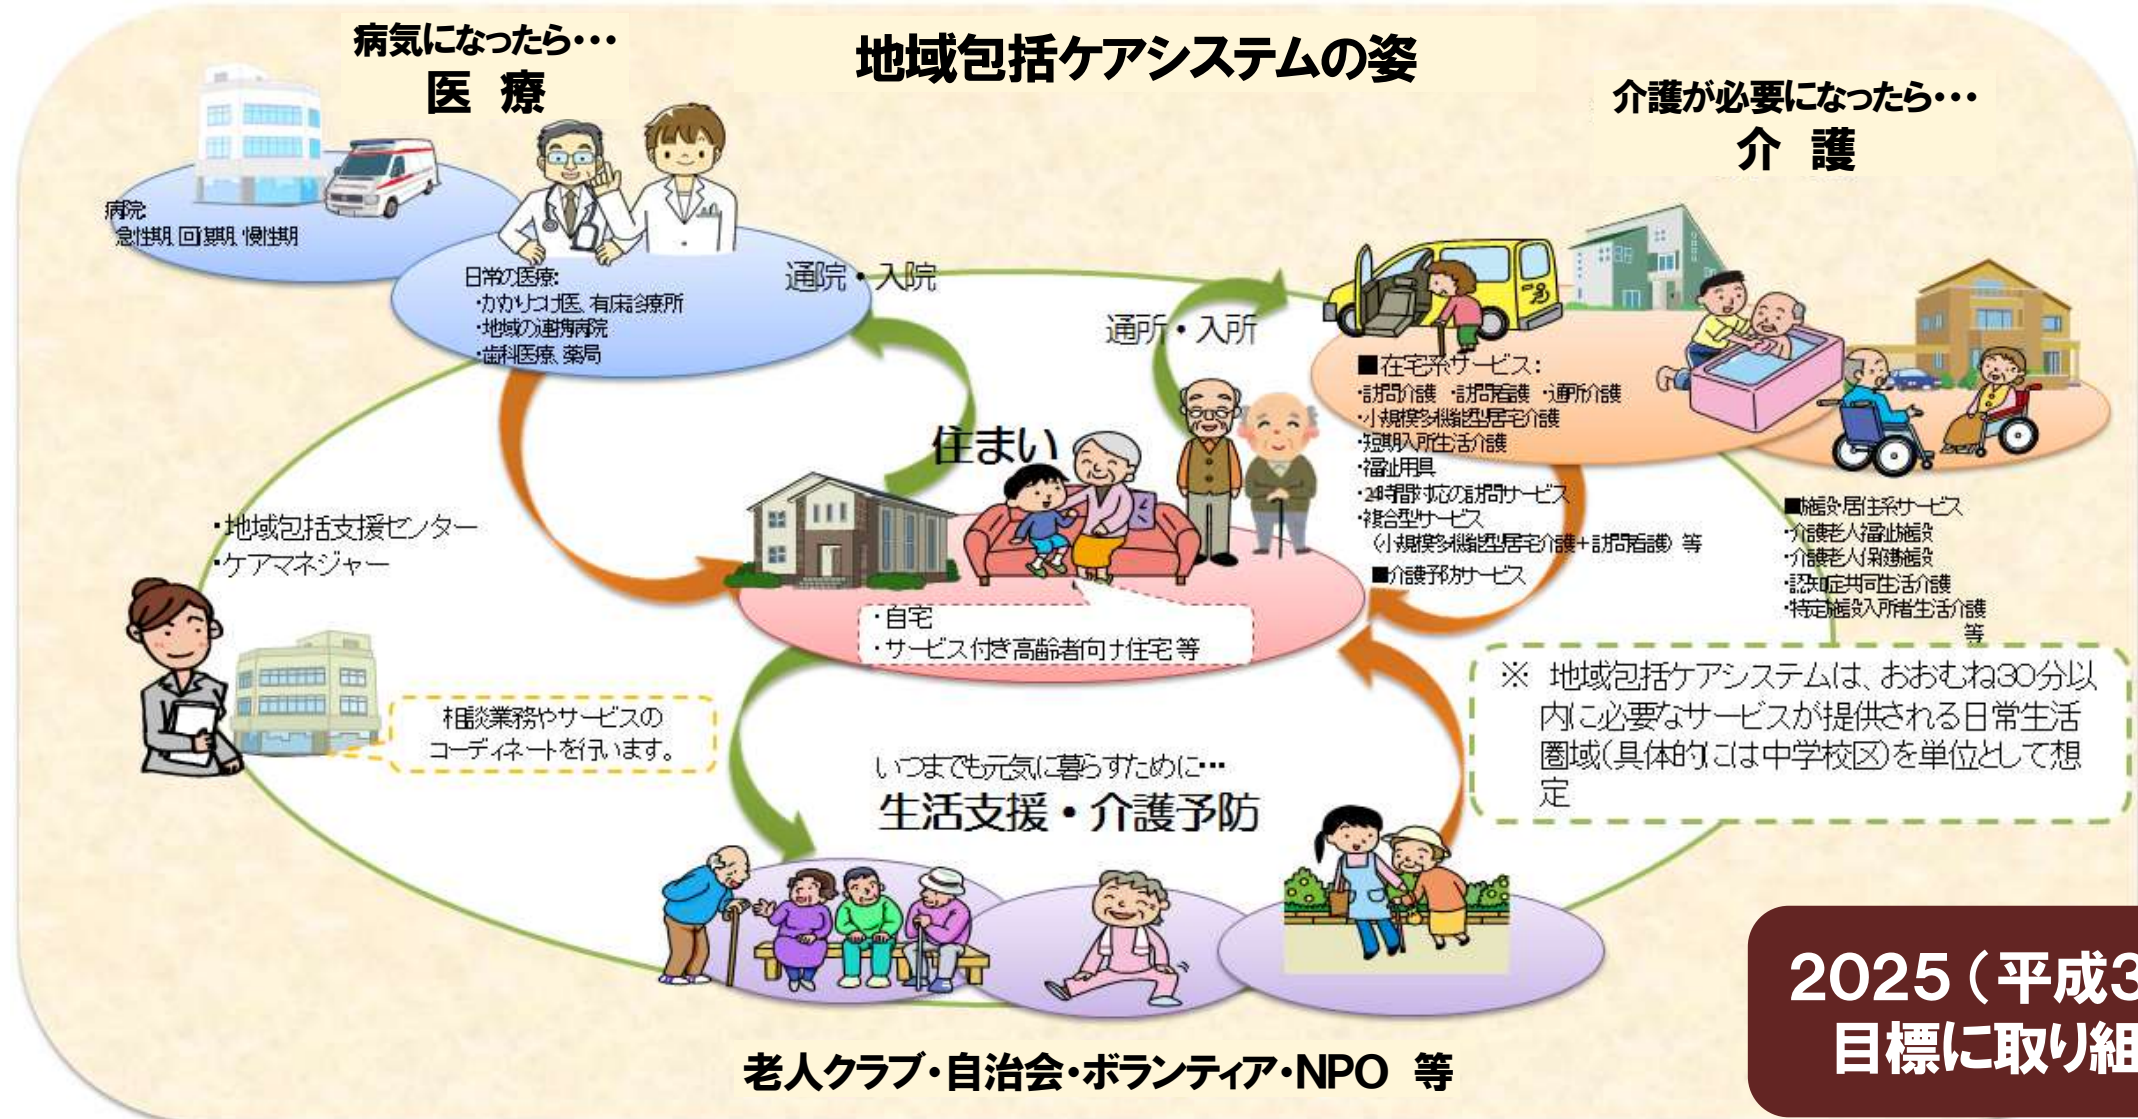 地域包括ケアシステムの姿
病気になったら・・・
医 療
病院:
急性期、回復期、慢性期
日常の医療:
・かかりつけ医、有床診療所
・地域の連携病院
・歯科医療、薬局
通院・入院
通所・入所
介護が必要になったら・・・
介 護
■在宅系サービス:
・訪問介護 ・訪問看護 ・通所介護
・小規模多機能型居宅介護
・短期入所生活介護
・福祉用具
・24時間対応の訪問サービス
・複合型サービス
(小規模多機能型居宅介護+訪問看護) 等
■介護予防サービス
■施設・居住系サービス
・介護老人福祉施設
・介護老人保健施設
・認知症共同生活介護
・特定施設入所者生活介護
等
住まい
・自宅
・サービス付き高齢者向け住宅 等
・地域包括支援センター
・ケアマネジャー
相談業務やサービスの
コーディネートを行います。
いつまでも元気に暮らすために・・・
生活支援・介護予防
老人クラブ・自治会・ボランティア・NPO 等
※ 地域包括ケアシステムは、おおむね30分以
内に必要なサービスが提供される日常生活
圏域(具体的には中学校区)を単位として想
定
2025(平成3
目標に取り組